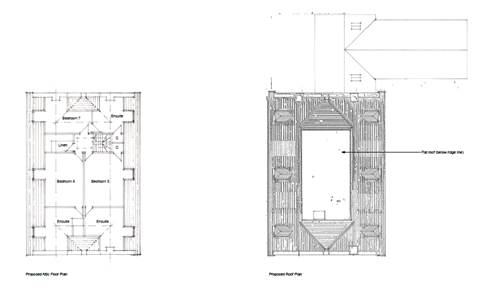 Bedroom 7
Ensuite
Linen
C
C
Bedroom 6
Bedroom 5
Ensuite
Ensuite
Flat roof (below ridge line)
Proposed Attic Floor Plan
Proposed Roof Plan